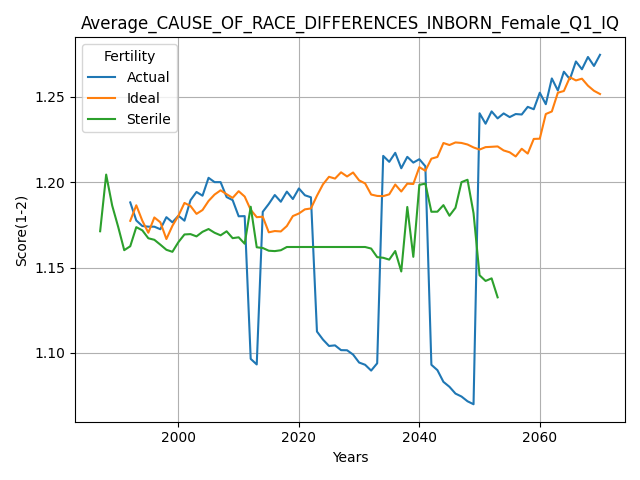 Average_CAUSE_OF_RACE_DIFFERENCES_INBORN_Female_Q1_IQ
Fertility
Actual
Ideal
Sterile
Score(1-2)
1.25
1.20
1.15
1.10
2000 2020 2040 2060
Years